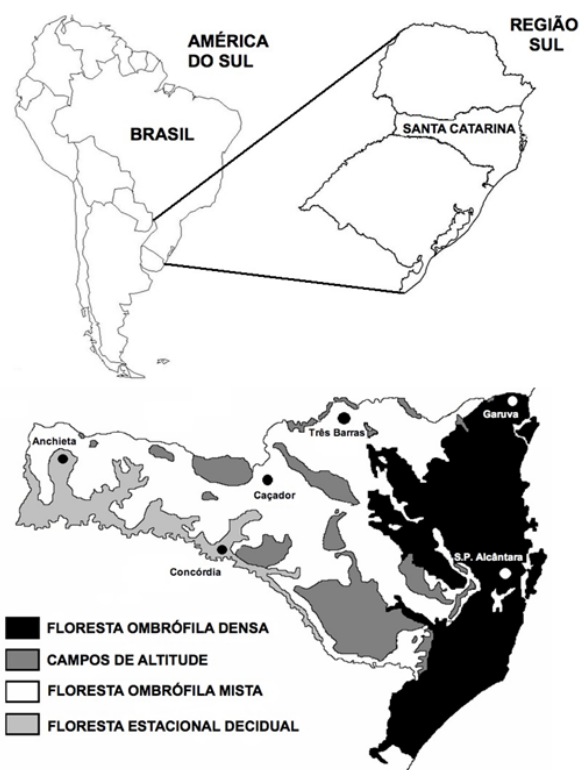 AMÉRICA
DO SUL
BRASIL
REGIÃO
SUL
SANTA CATARINA
Garuva
Três Barras
Anchieta
Caçador
S.P. Alcântara
Concórdia
FLORESTA OMBRÓFILA DENSA
CAMPOS DE ALTITUDE
FLORESTA OMBRÓFILA MISTA
FLORESTA ESTACIONAL DECIDUAL